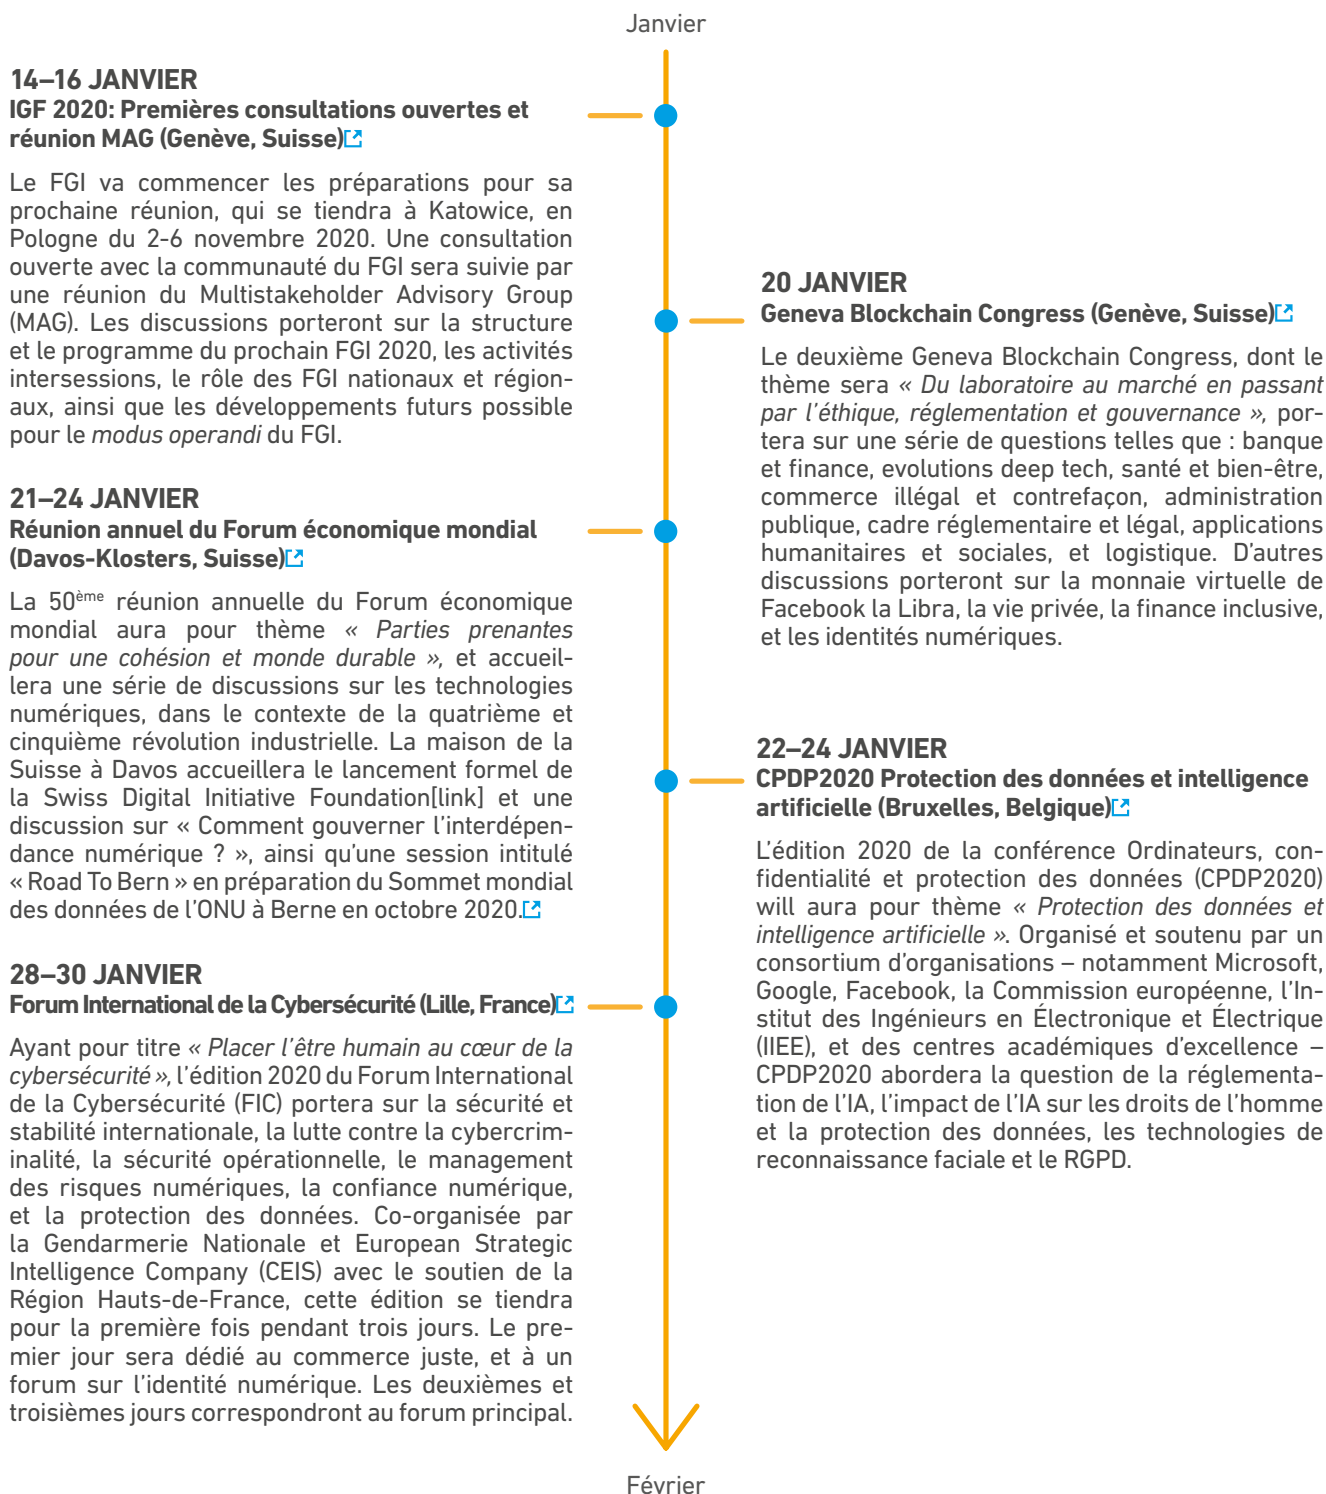 Janvier
14–16 JANVIER
IGF 2020: Premières consultations ouvertes et
réunion MAG (Genève, Suisse)
Le FGI va commencer les préparations pour sa
prochaine réunion, qui se tiendra à Katowice, en
Pologne du 2-6 novembre 2020. Une consultation
ouverte avec la communauté du FGI sera suivie par
une réunion du Multistakeholder Advisory Group
(MAG). Les discussions porteront sur la structure
et le programme du prochain FGI 2020, les activités
intersessions, le rôle des FGI nationaux et région-
aux, ainsi que les développements futurs possible
pour le modus operandi du FGI.
20 JANVIER
Geneva Blockchain Congress (Genève, Suisse)
Le deuxième Geneva Blockchain Congress, dont le
thème sera « Du laboratoire au marché en passant
par l’éthique, réglementation et gouvernance », por-
tera sur une série de questions telles que : banque
et finance, evolutions deep tech, santé et bien-être,
commerce illégal et contrefaçon, administration
publique, cadre réglementaire et légal, applications
humanitaires et sociales, et logistique. D’autres
discussions porteront sur la monnaie virtuelle de
Facebook la Libra, la vie privée, la finance inclusive,
et les identités numériques.
21–24 JANVIER
Réunion annuel du Forum économique mondial
(Davos-Klosters, Suisse)
La 50ème réunion annuelle du Forum économique
mondial aura pour thème « Parties prenantes
pour une cohésion et monde durable », et accueil-
lera une série de discussions sur les technologies
numériques, dans le contexte de la quatrième et
cinquième révolution industrielle. La maison de la
Suisse à Davos accueillera le lancement formel de
la Swiss Digital Initiative Foundation[link] et une
discussion sur « Comment gouverner l’interdépen-
dance numérique ? », ainsi qu’une session intitulé
« Road To Bern » en préparation du Sommet mondial
des données de l’ONU à Berne en octobre 2020.
22–24 JANVIER
CPDP2020 Protection des données et intelligence
artificielle (Bruxelles, Belgique)
L’édition 2020 de la conférence Ordinateurs, con-
fidentialité et protection des données (CPDP2020)
will aura pour thème « Protection des données et
intelligence artificielle ». Organisé et soutenu par un
consortium d’organisations – notamment Microsoft,
Google, Facebook, la Commission européenne, l’In-
stitut des Ingénieurs en Électronique et Électrique
(IIEE), et des centres académiques d’excellence –
CPDP2020 abordera la question de la réglementa-
tion de l’IA, l’impact de l’IA sur les droits de l’homme
et la protection des données, les technologies de
reconnaissance faciale et le RGPD.
28–30 JANVIER
Forum International de la Cybersécurité (Lille, France)
Ayant pour titre « Placer l’être humain au cœur de la
cybersécurité », l’édition 2020 du Forum International
de la Cybersécurité (FIC) portera sur la sécurité et
stabilité internationale, la lutte contre la cybercrim-
inalité, la sécurité opérationnelle, le management
des risques numériques, la confiance numérique,
et la protection des données. Co-organisée par
la Gendarmerie Nationale et European Strategic
Intelligence Company (CEIS) avec le soutien de la
Région Hauts-de-France, cette édition se tiendra
pour la première fois pendant trois jours. Le pre-
mier jour sera dédié au commerce juste, et à un
forum sur l’identité numérique. Les deuxièmes et
troisièmes jours correspondront au forum principal.
Février